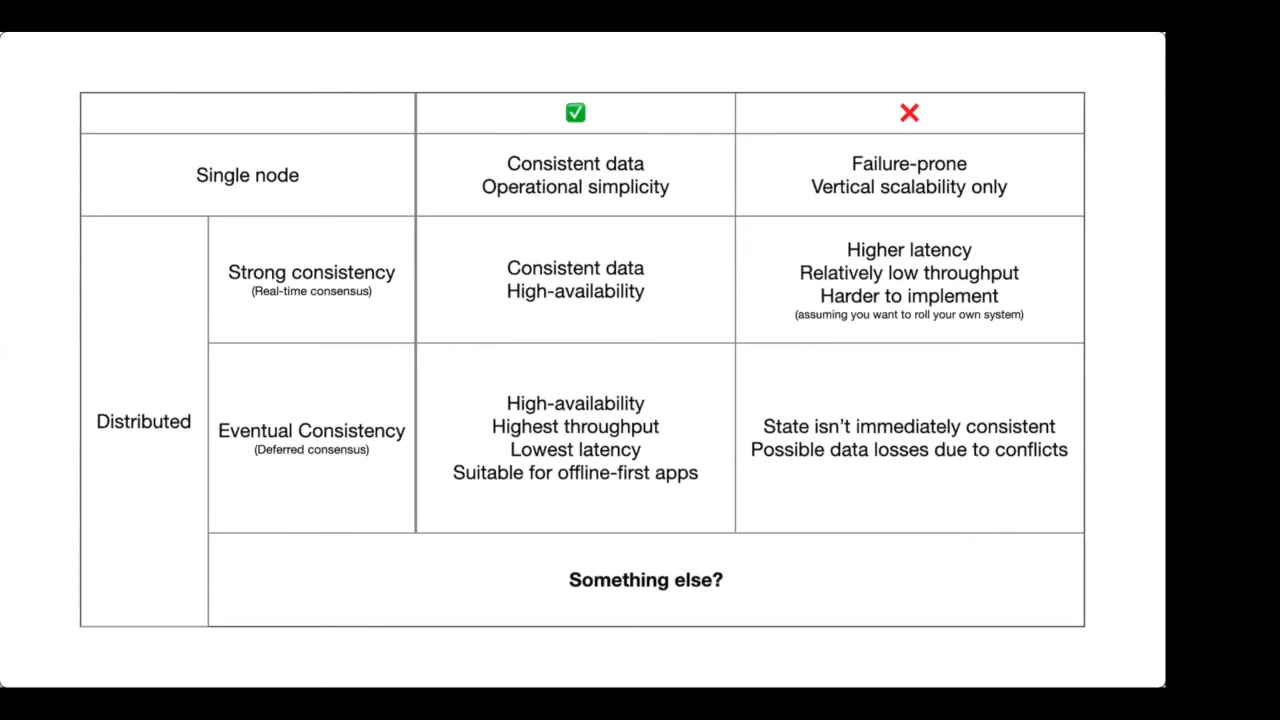 ✅
❌
Single node
Consistent data
Operational simplicity
Failure-prone
Vertical scalability only
Distributed
Strong consistency
(Real-time consensus)
Consistent data
High-availability
Higher latency
Relatively low throughput
Harder to implement
(assuming you want to roll your own system)
Eventual Consistency
(Deferred consensus)
High-availability
Highest throughput
Lowest latency
Suitable for offline-first apps
State isn’t immediately consistent
Possible data losses due to conflicts
Something else?